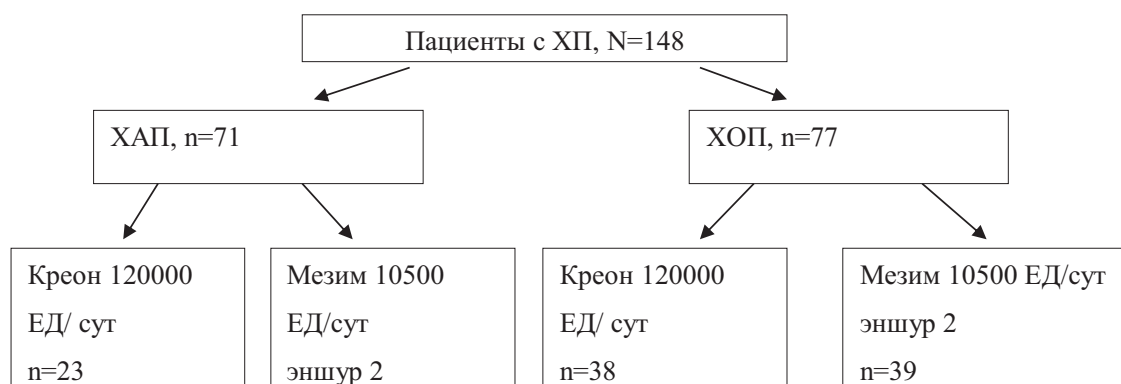 Пациенты с ХП, N=148
ХАП, n=71
ХОП, n=77
Креон 120000
ЕД/ сут
n=23
Мезим 10500
ЕД/сут
эншур 2
Креон 120000
ЕД/ сут
n=38
Мезим 10500 ЕД/сут
эншур 2
n=39